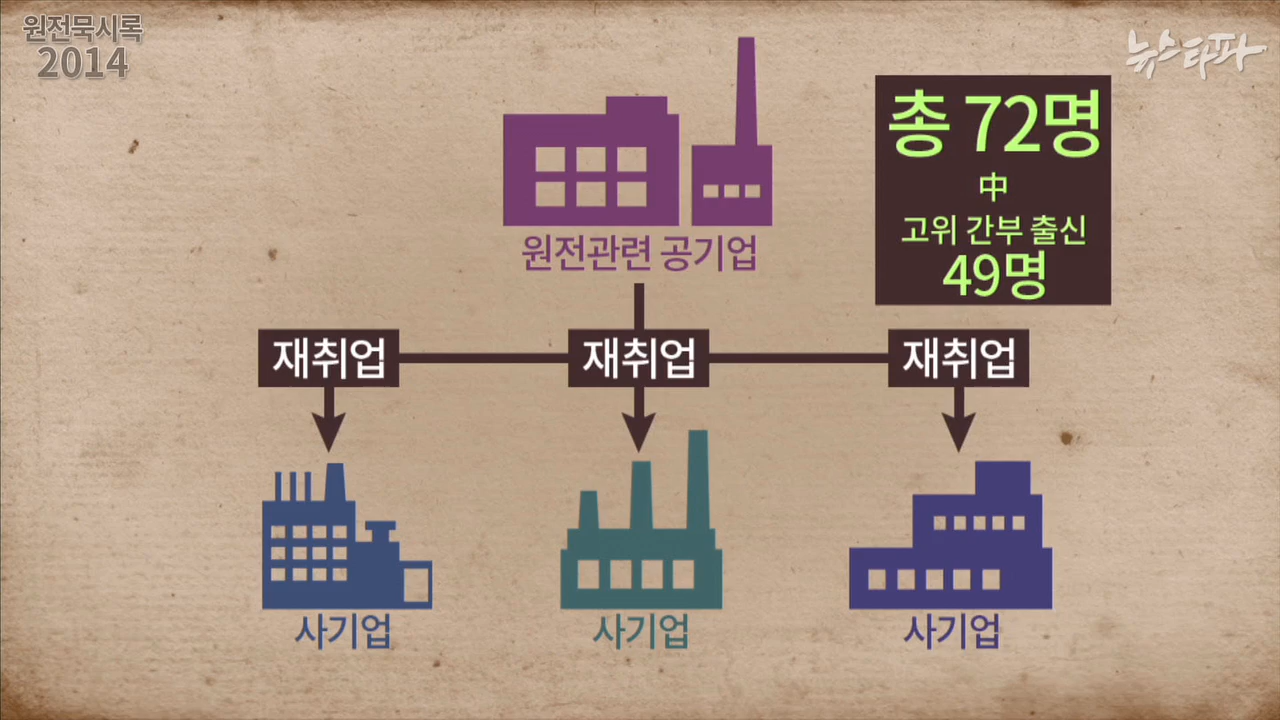 원전묵시록
2014
뉴스타파
총 72명
中
고위 간부 출신
49명
원전관련 공기업
재취업
재취업
재취업
사기업
사기업
사기업